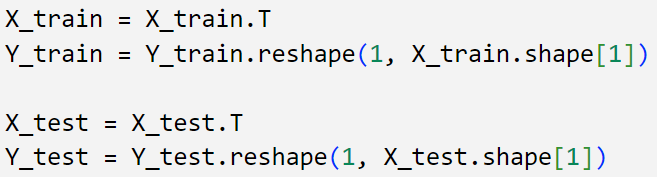 X_train = X_train.T
Y_train = Y_train.reshape(1, X_train.shape[1])
X_test = X_test.T
Y_test = Y_test.reshape(1, X_test.shape[1])